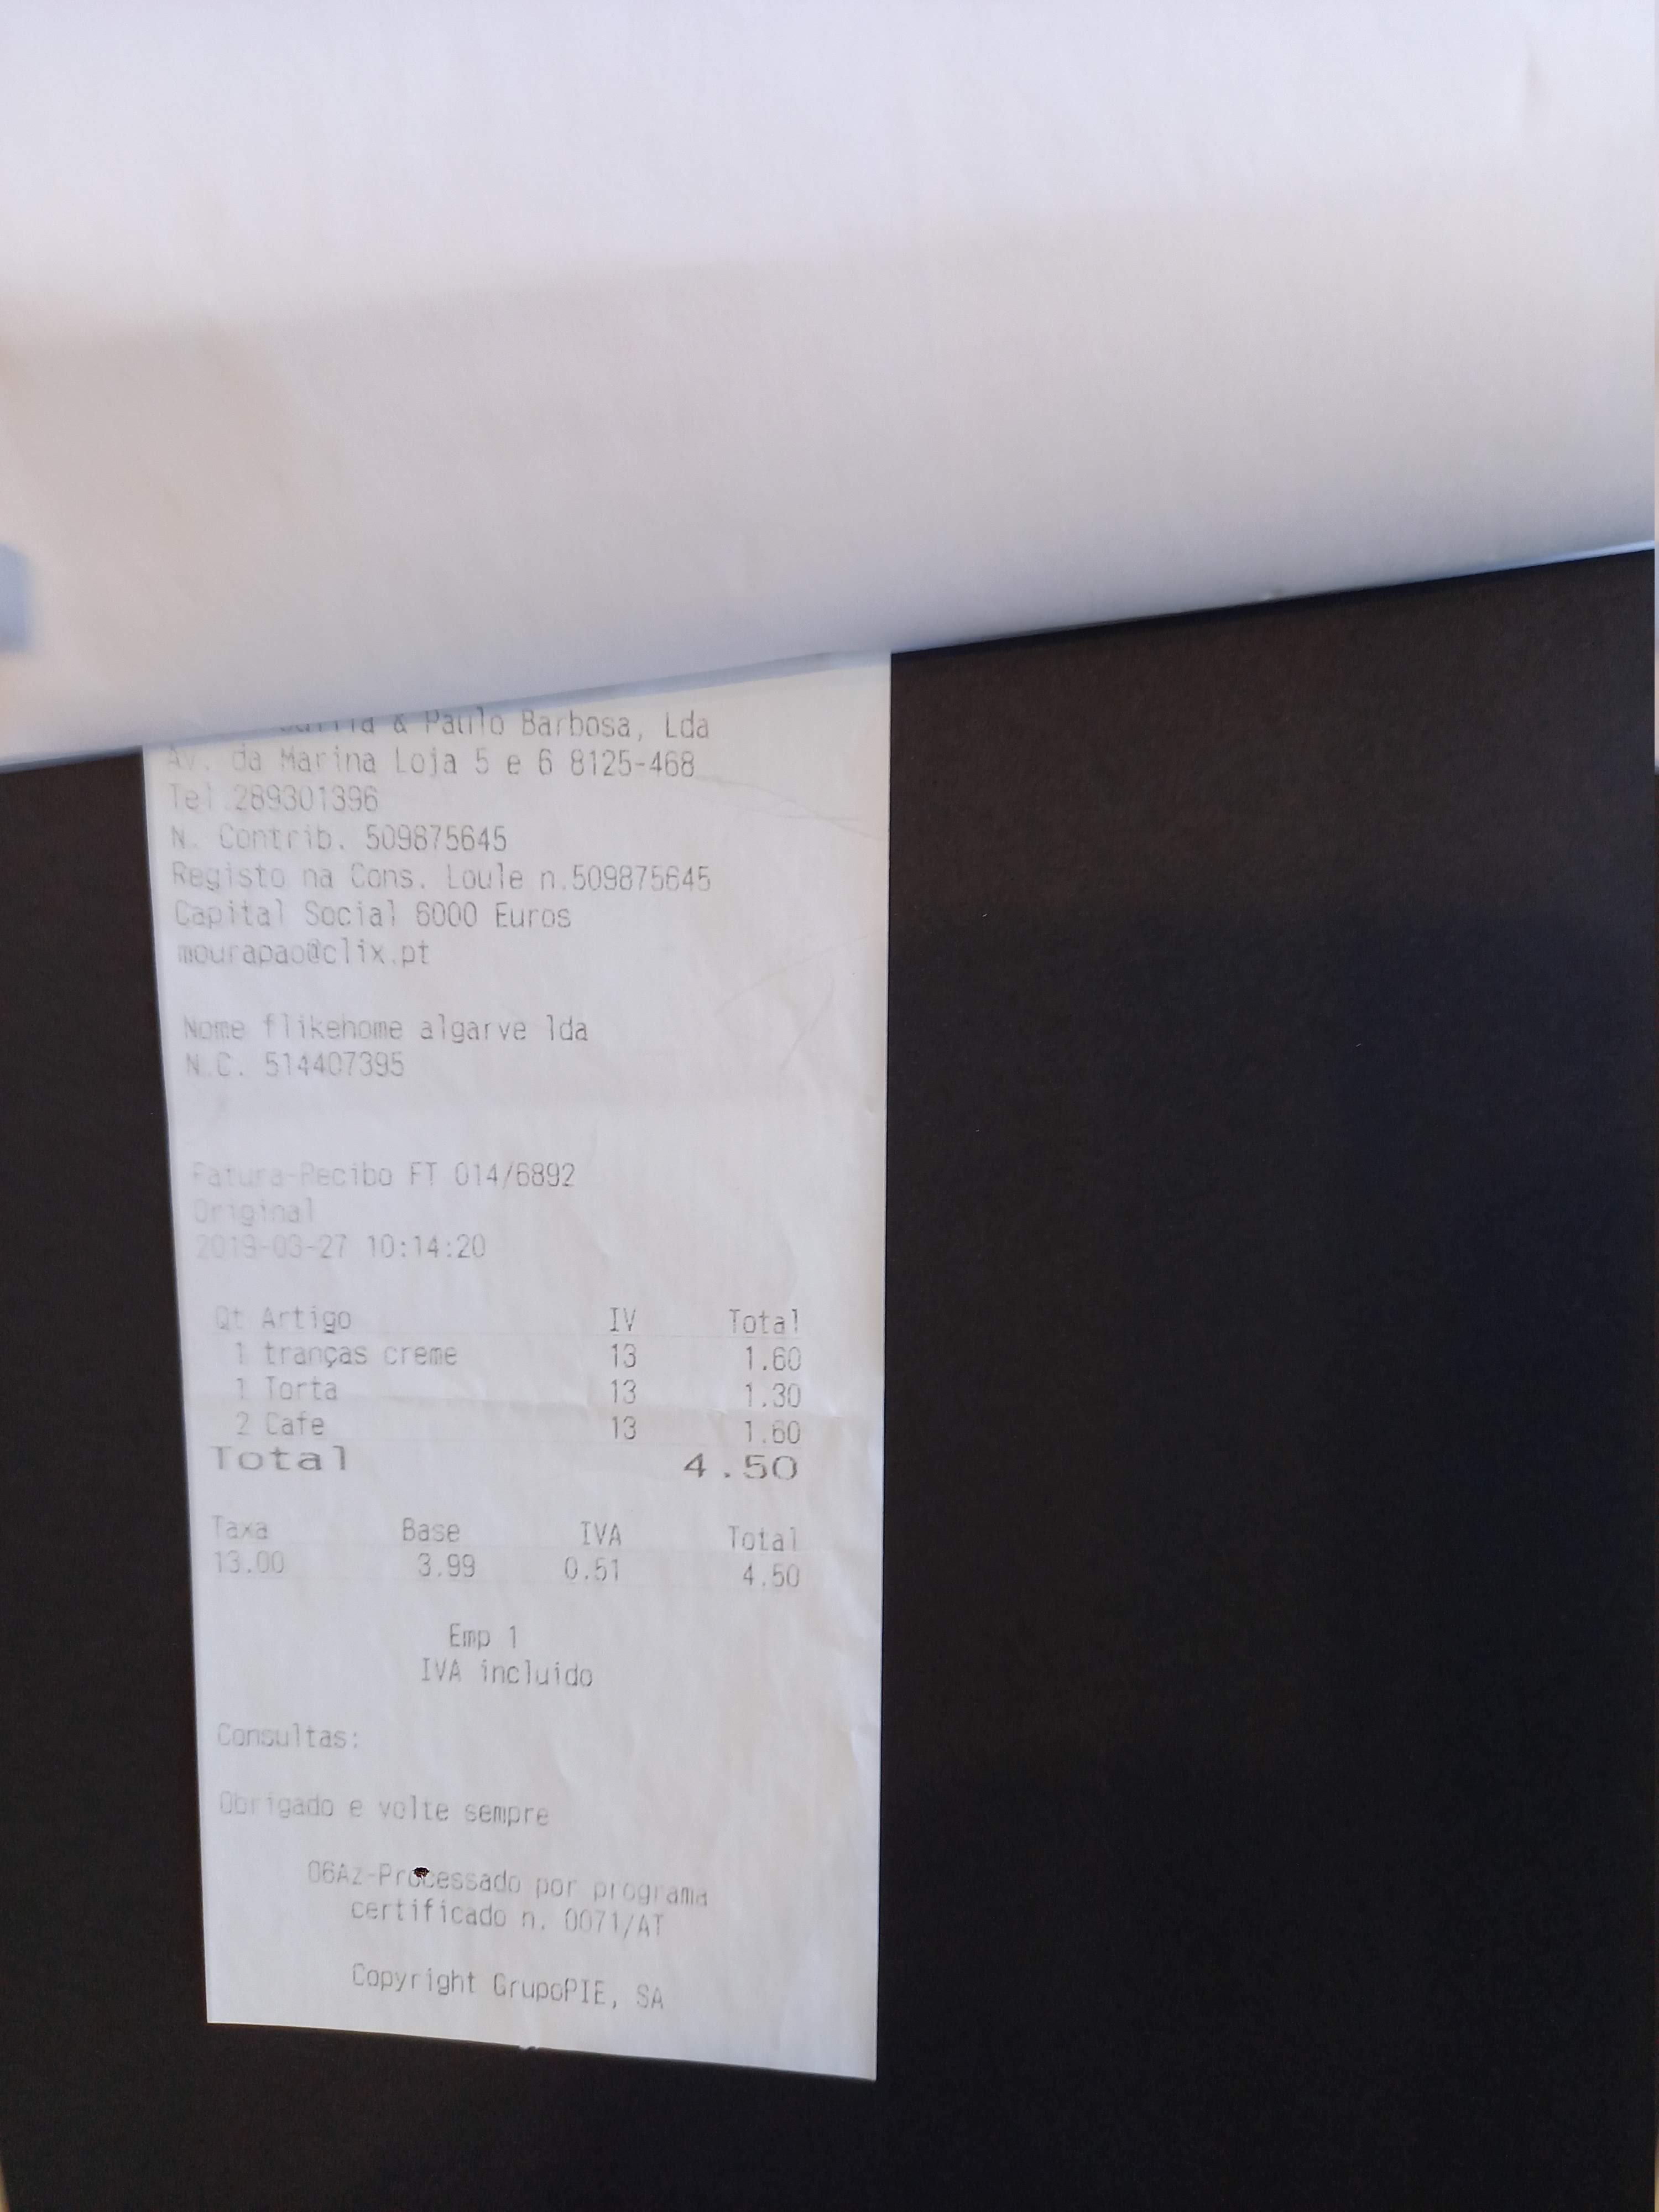 & Paulo Barbosa, Lda
Av. da Marina Loja 5 e 6 8125-468
Tel.289301396
N. Contrib. 509875645
Registo na Cons. Loule n.509875645
Capital Social 6000 Euros
mourapao@clix.pt
Nome flikehome algarve lda
N.C. 514407395
Fatura-Recibo FT 014/6892
Original
2019-03-27 10:14:20
Qt Artigo IV Total
1 tranças creme 13 1.60
1 Torta 13 1.30
2 Cafe 13 1.60
Total 4.50
Taxa Base IVA Total
13.00 3.99 0.51 4.50
Emp 1
IVA incluido
Consultas:
Obrigado e volte sempre
06Az-Processado por programa
certificado n. 0071/AT
Copyright GrupoPIE, SA